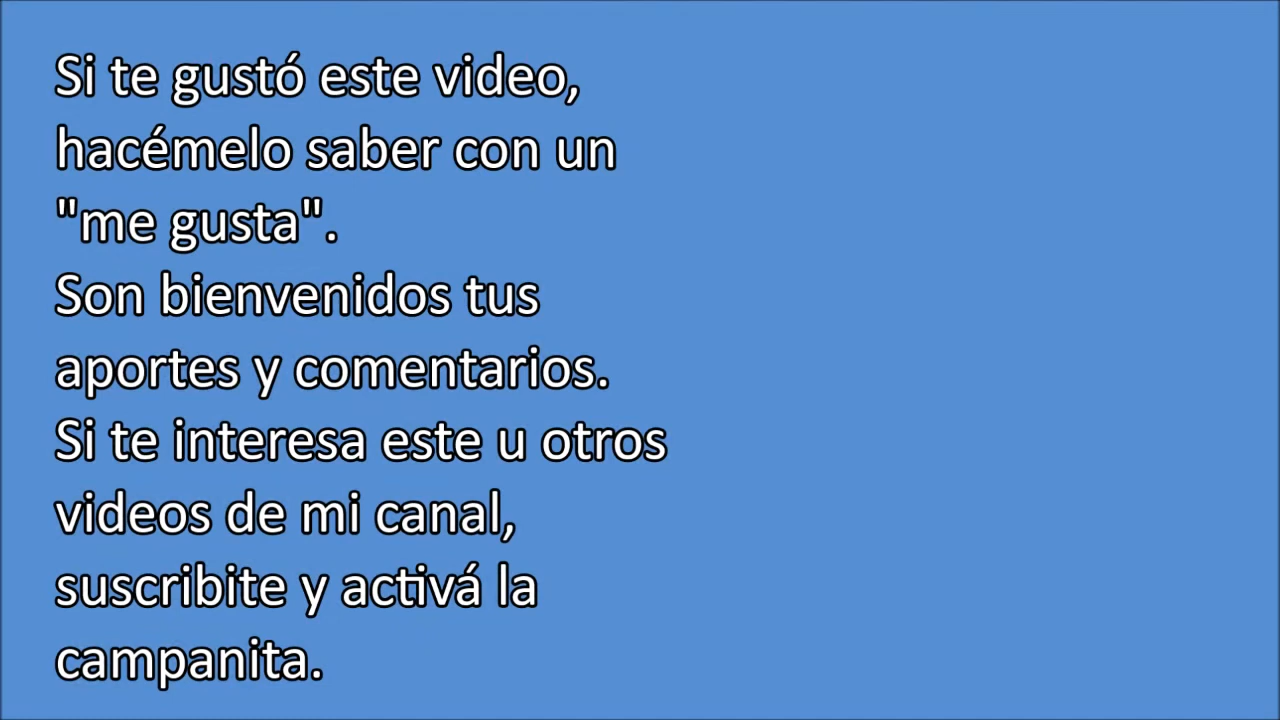 Si te gustó este video,
hacémelo saber con un
"me gusta".
Son bienvenidos tus
aportes y comentarios.
Si te interesa este u otros
videos de mi canal,
suscribite y activá la
campanita.